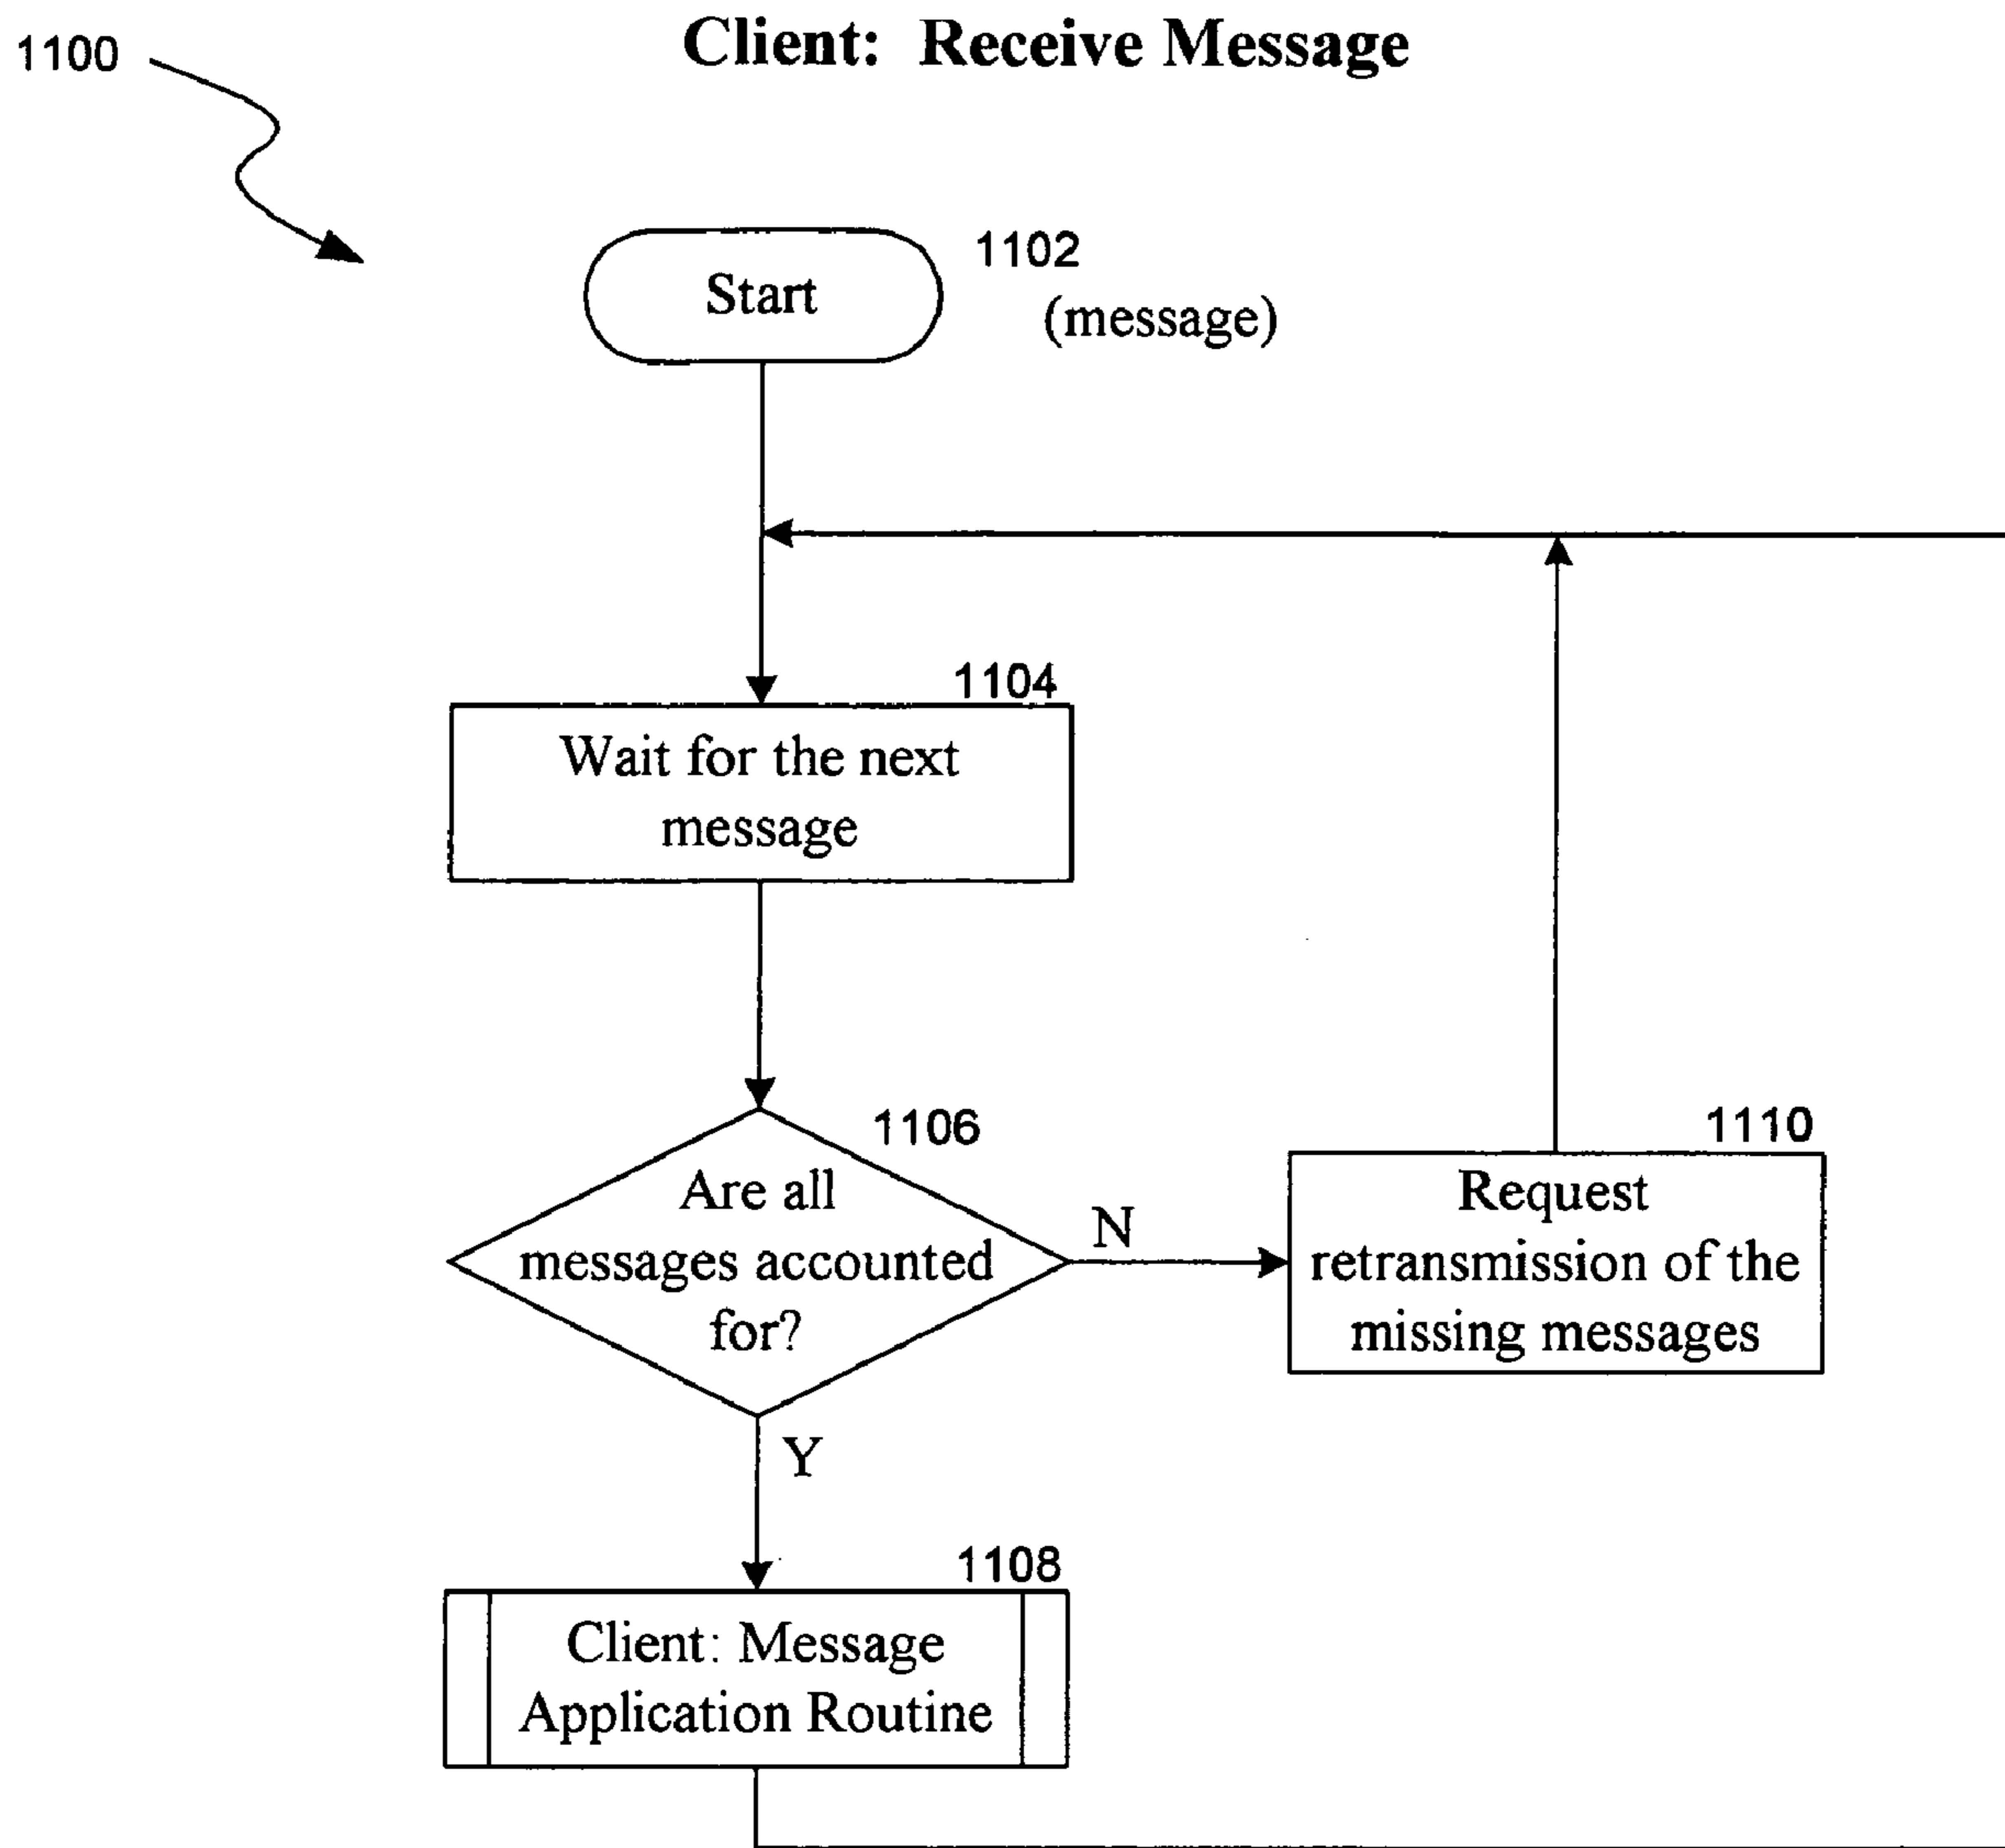 Client: Receive Message
1100
1102
Start
(message)
1104
Wait for the next
message
1106
Are all
messages accounted
for?
N
1110
Request
retransmission of the
missing messages
Y
1108
Client: Message
Application Routine